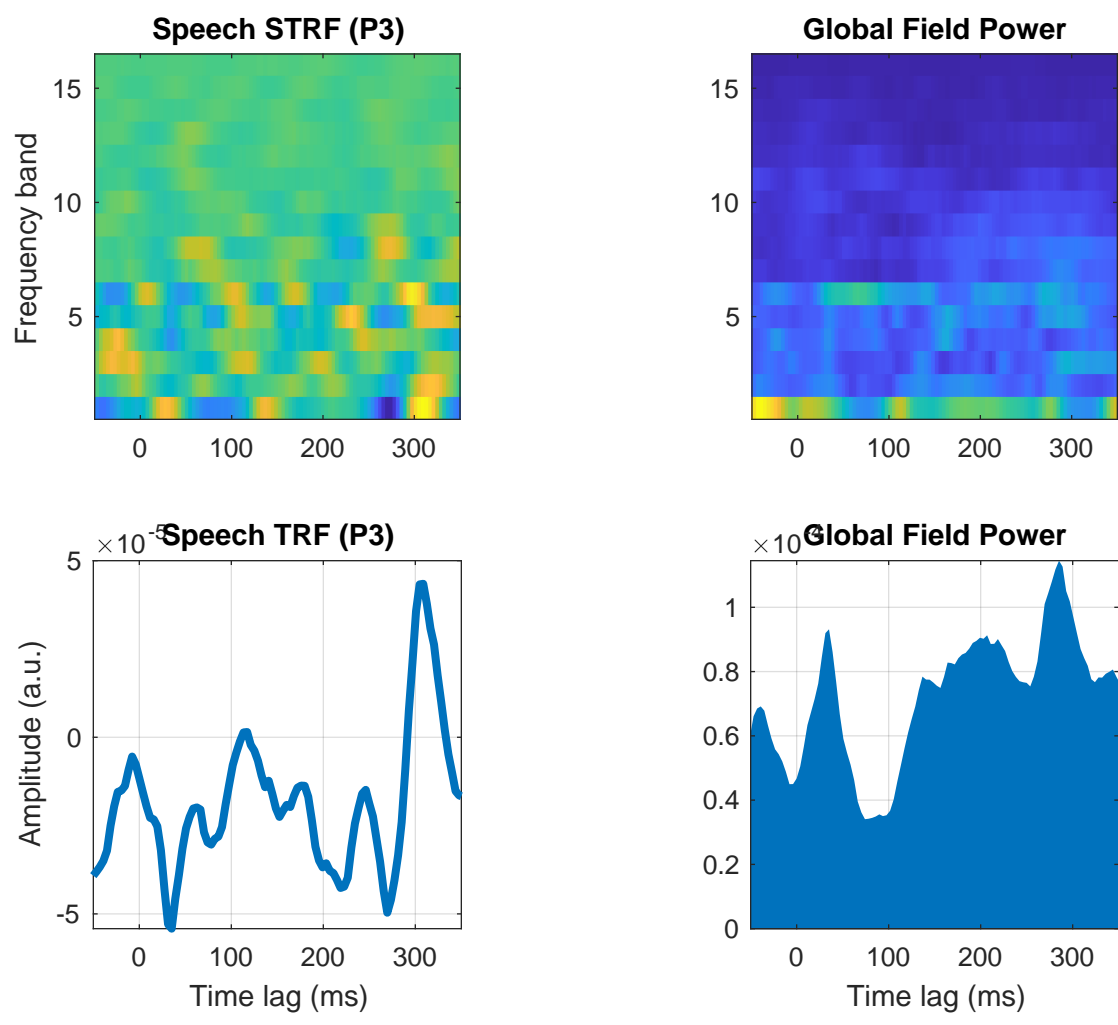 Speech STRF (P3)
Global Field Power
Frequency band
15
10
5
0 100 200 300
15
10
5
0 100 200 300
×10⁻⁵
Speech TRF (P3)
Amplitude (a.u.)
5
0
-5
0 100 200 300
Time lag (ms)
×10⁻⁴
Global Field Power
1
0.8
0.6
0.4
0.2
0
0 100 200 300
Time lag (ms)